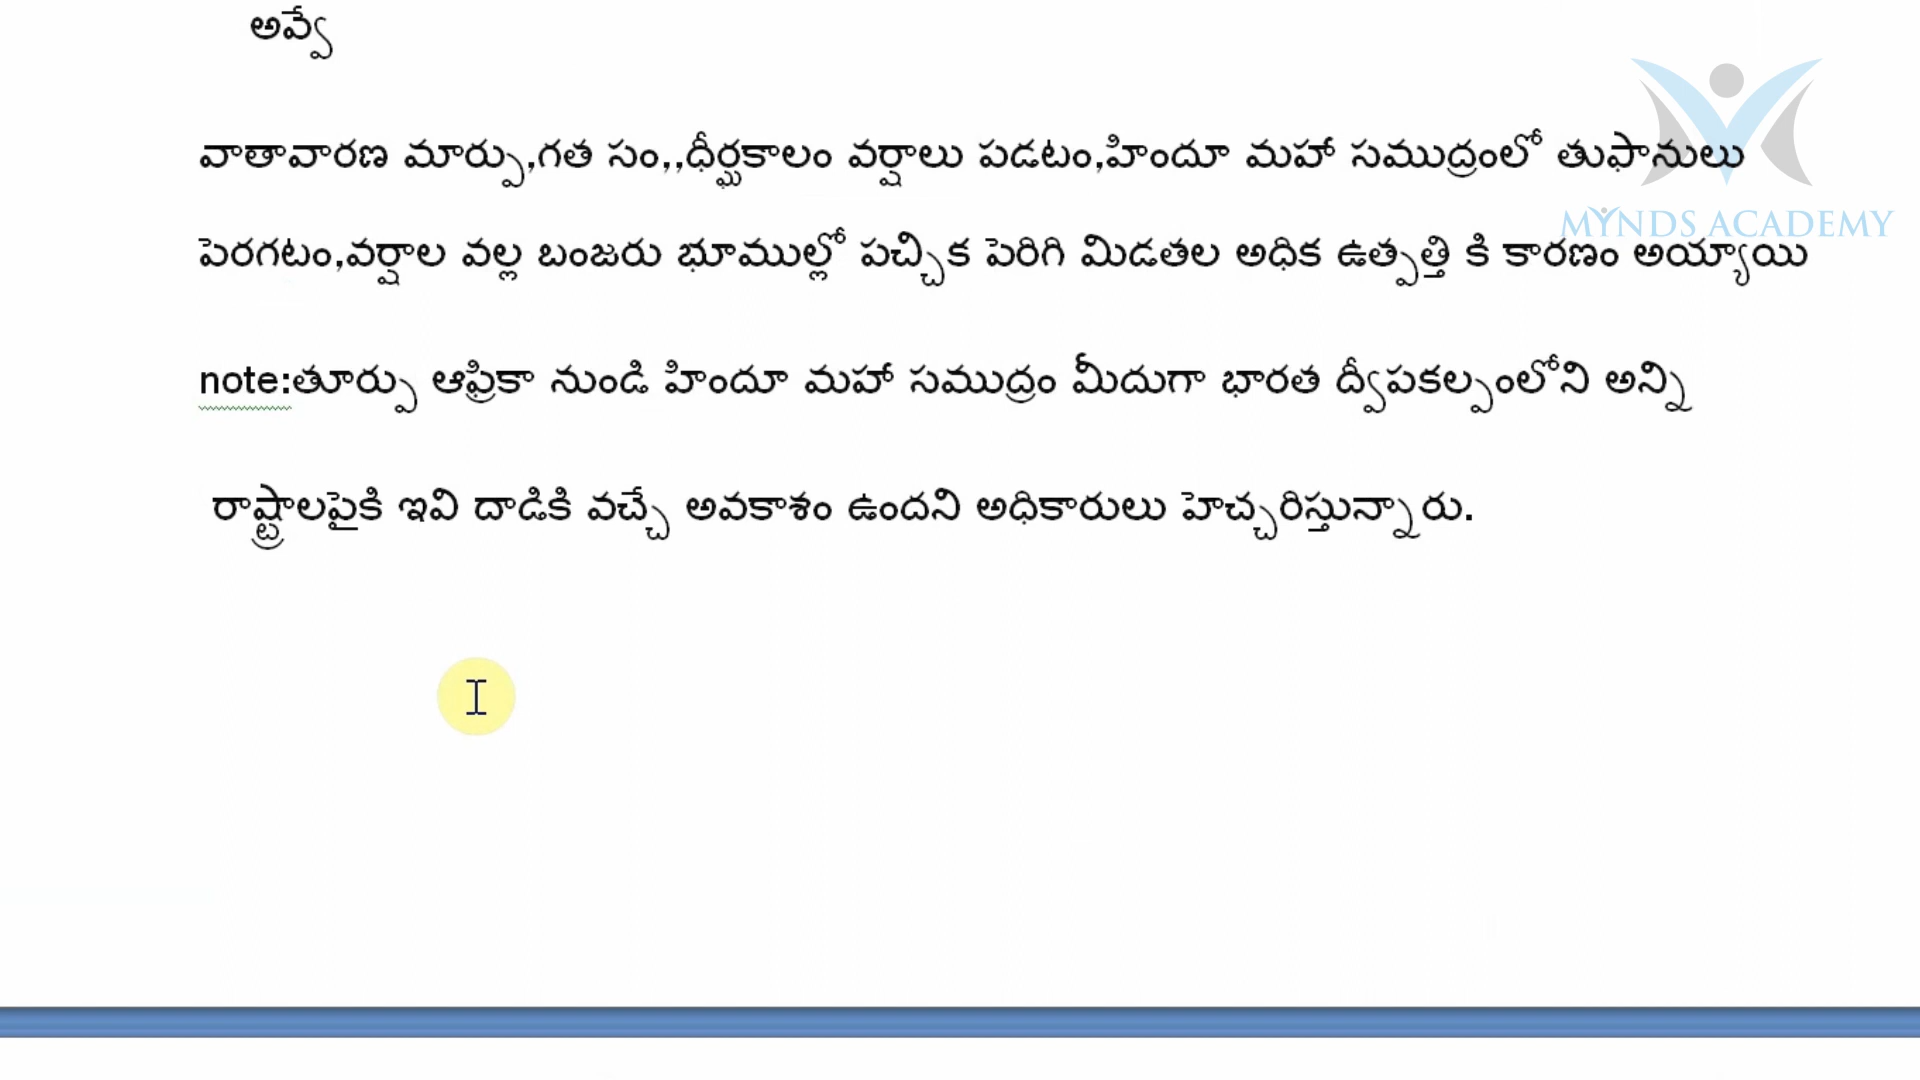 అవ్వే
వాతావారణ మార్పు,గత సం,,ధీర్ఘకాలం వర్షాలు పడటం,హిందూ మహా సముద్రంలో తుఫానులు
MYNDS ACADEMY
పెరగటం,వర్షాల వల్ల బంజరు భూముల్లో పచ్చిక పెరిగి మిడతల అధిక ఉత్పత్తి కి కారణం అయ్యాయి
note:తూర్పు ఆఫ్రికా నుండి హిందూ మహా సముద్రం మీదుగా భారత ద్వీపకల్పంలోని అన్ని
రాష్ట్రాలపైకి ఇవి దాడికి వచ్చే అవకాశం ఉందని అధికారులు హెచ్చరిస్తున్నారు.